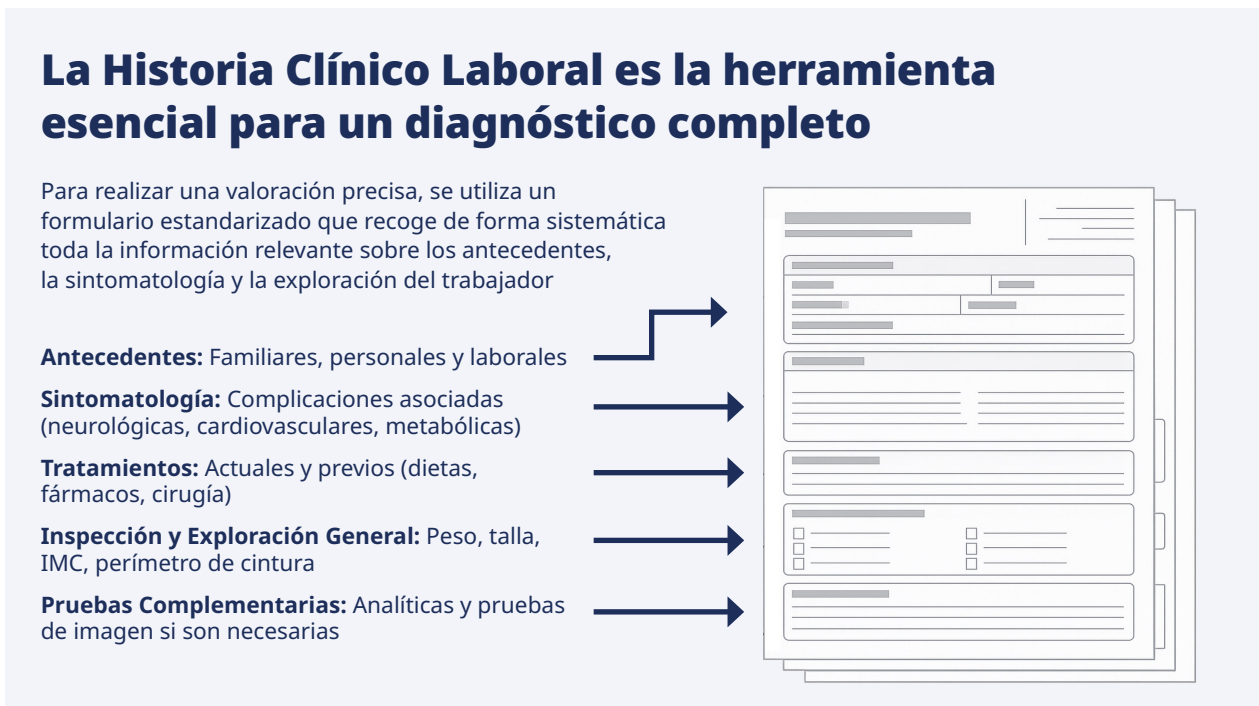 La Historia Clínico Laboral es la herramienta
esencial para un diagnóstico completo
Para realizar una valoración precisa, se utiliza un
formulario estandarizado que recoge de forma sistemática
toda la información relevante sobre los antecedentes,
la sintomatología y la exploración del trabajador
Antecedentes: Familiares, personales y laborales
Sintomatología: Complicaciones asociadas
(neurológicas, cardiovasculares, metabólicas)
Tratamientos: Actuales y previos (dietas,
fármacos, cirugía)
Inspección y Exploración General: Peso, talla,
IMC, perímetro de cintura
Pruebas Complementarias: Analíticas y pruebas
de imagen si son necesarias